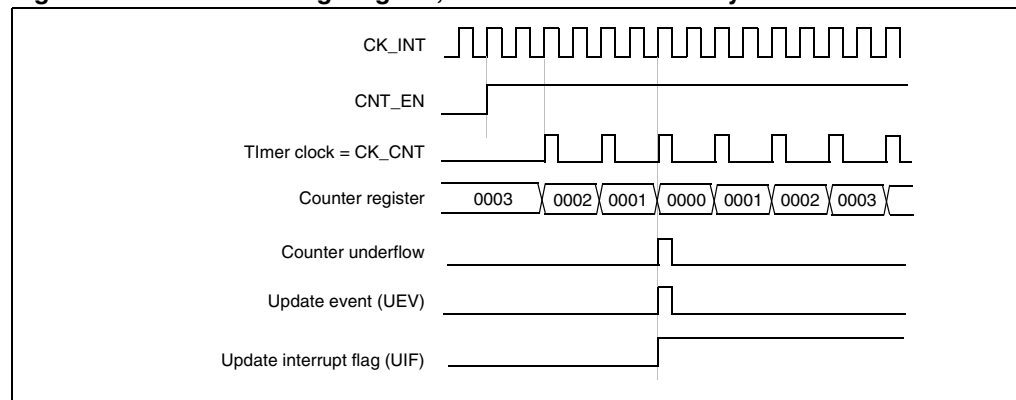 CK_INT
CNT_EN
TImer clock = CK_CNT
Counter register 0003 0002 0001 0000 0001 0002 0003
Counter underflow
Update event (UEV)
Update interrupt flag (UIF)